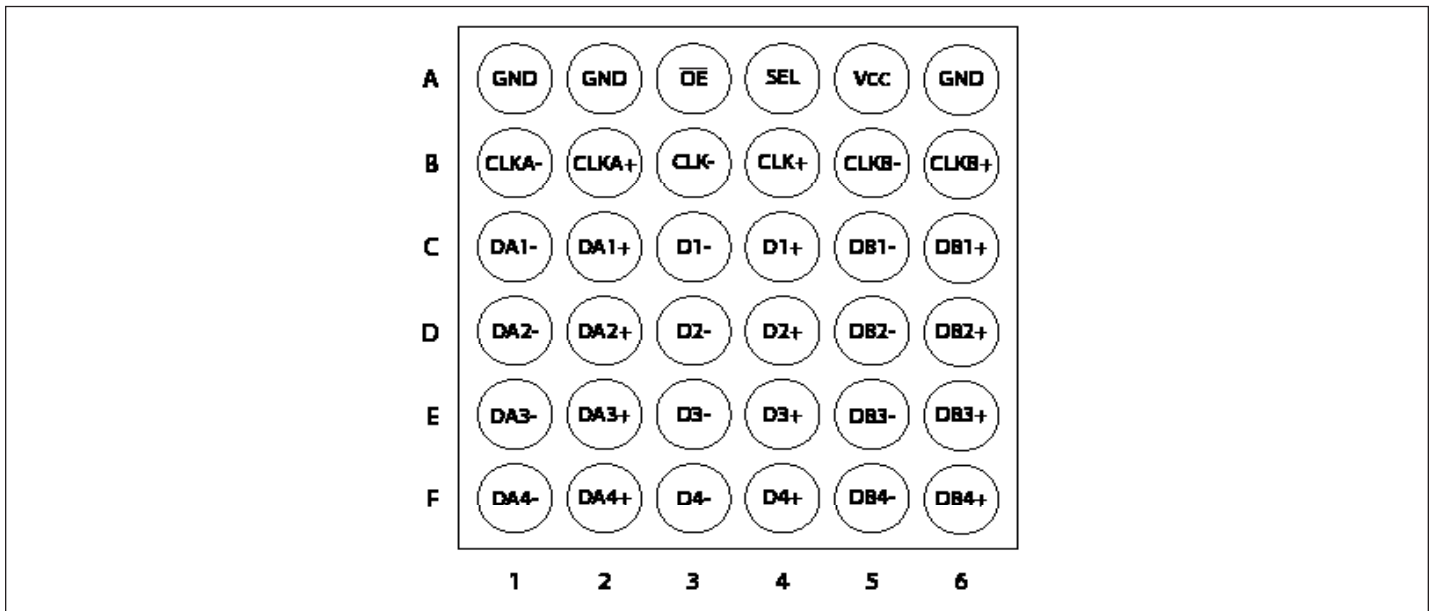 A GND GND O̅E̅ SEL VCC GND
B CLKA- CLKA+ CLK- CLK+ CLKB- CLKB+
C DA1- DA1+ D1- D1+ DB1- DB1+
D DA2- DA2+ D2- D2+ DB2- DB2+
E DA3- DA3+ D3- D3+ DB3- DB3+
F DA4- DA4+ D4- D4+ DB4- DB4+
1 2 3 4 5 6